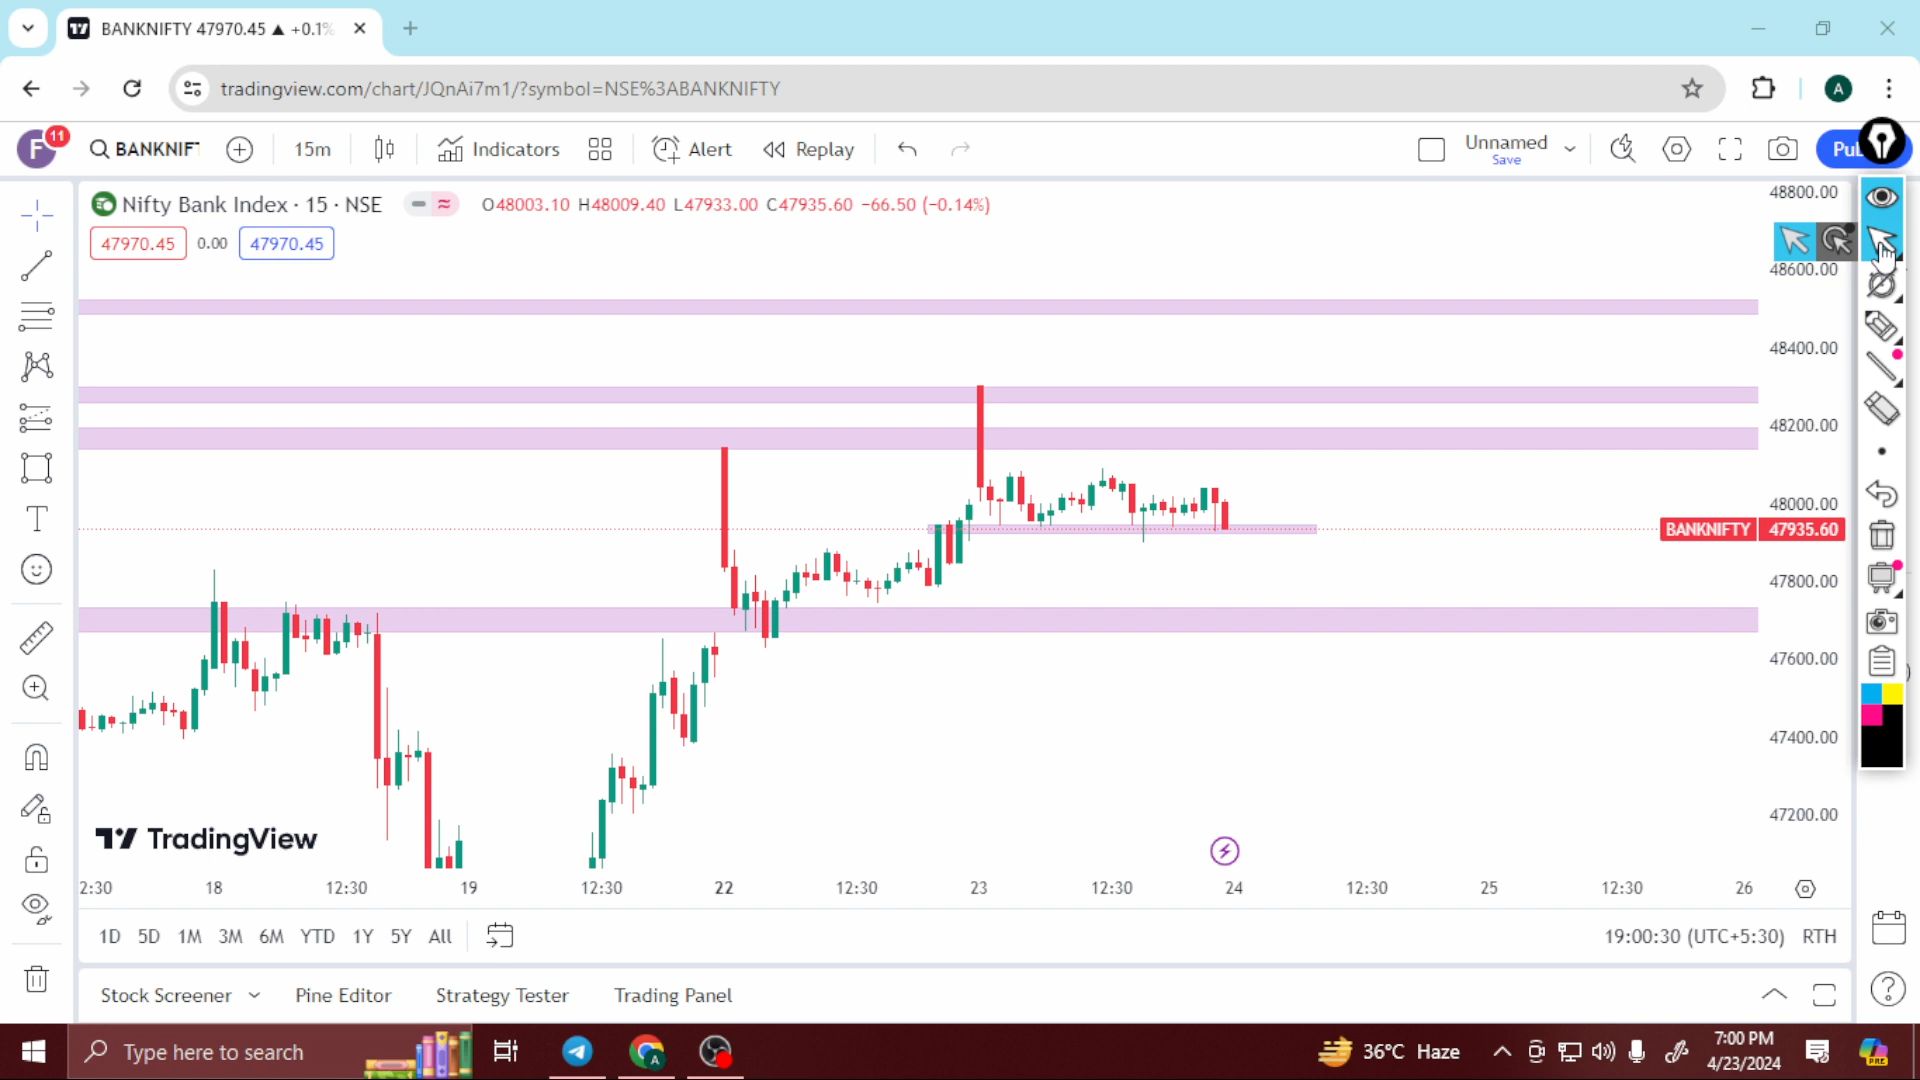 BANKNIFTY 47970.45 ▲ +0.1%
tradingview.com/chart/JQnAi7m1/?symbol=NSE%3ABANKNIFTY
A
F 11
BANKNIFT
15m
Indicators
Alert
Replay
Unnamed
Save
Pu
Nifty Bank Index · 15 · NSE
O48003.10 H48009.40 L47933.00 C47935.60 −66.50 (−0.14%)
47970.45 0.00 47970.45
48800.00
48600.00
48400.00
48200.00
48000.00
BANKNIFTY 47935.60
47800.00
47600.00
47400.00
47200.00
TradingView
2:30 18 12:30 19 12:30 22 12:30 23 12:30 24 12:30 25 12:30 26
1D 5D 1M 3M 6M YTD 1Y 5Y All
19:00:30 (UTC+5:30) RTH
Stock Screener Pine Editor Strategy Tester Trading Panel
Type here to search
36°C Haze
7:00 PM
4/23/2024
PRE